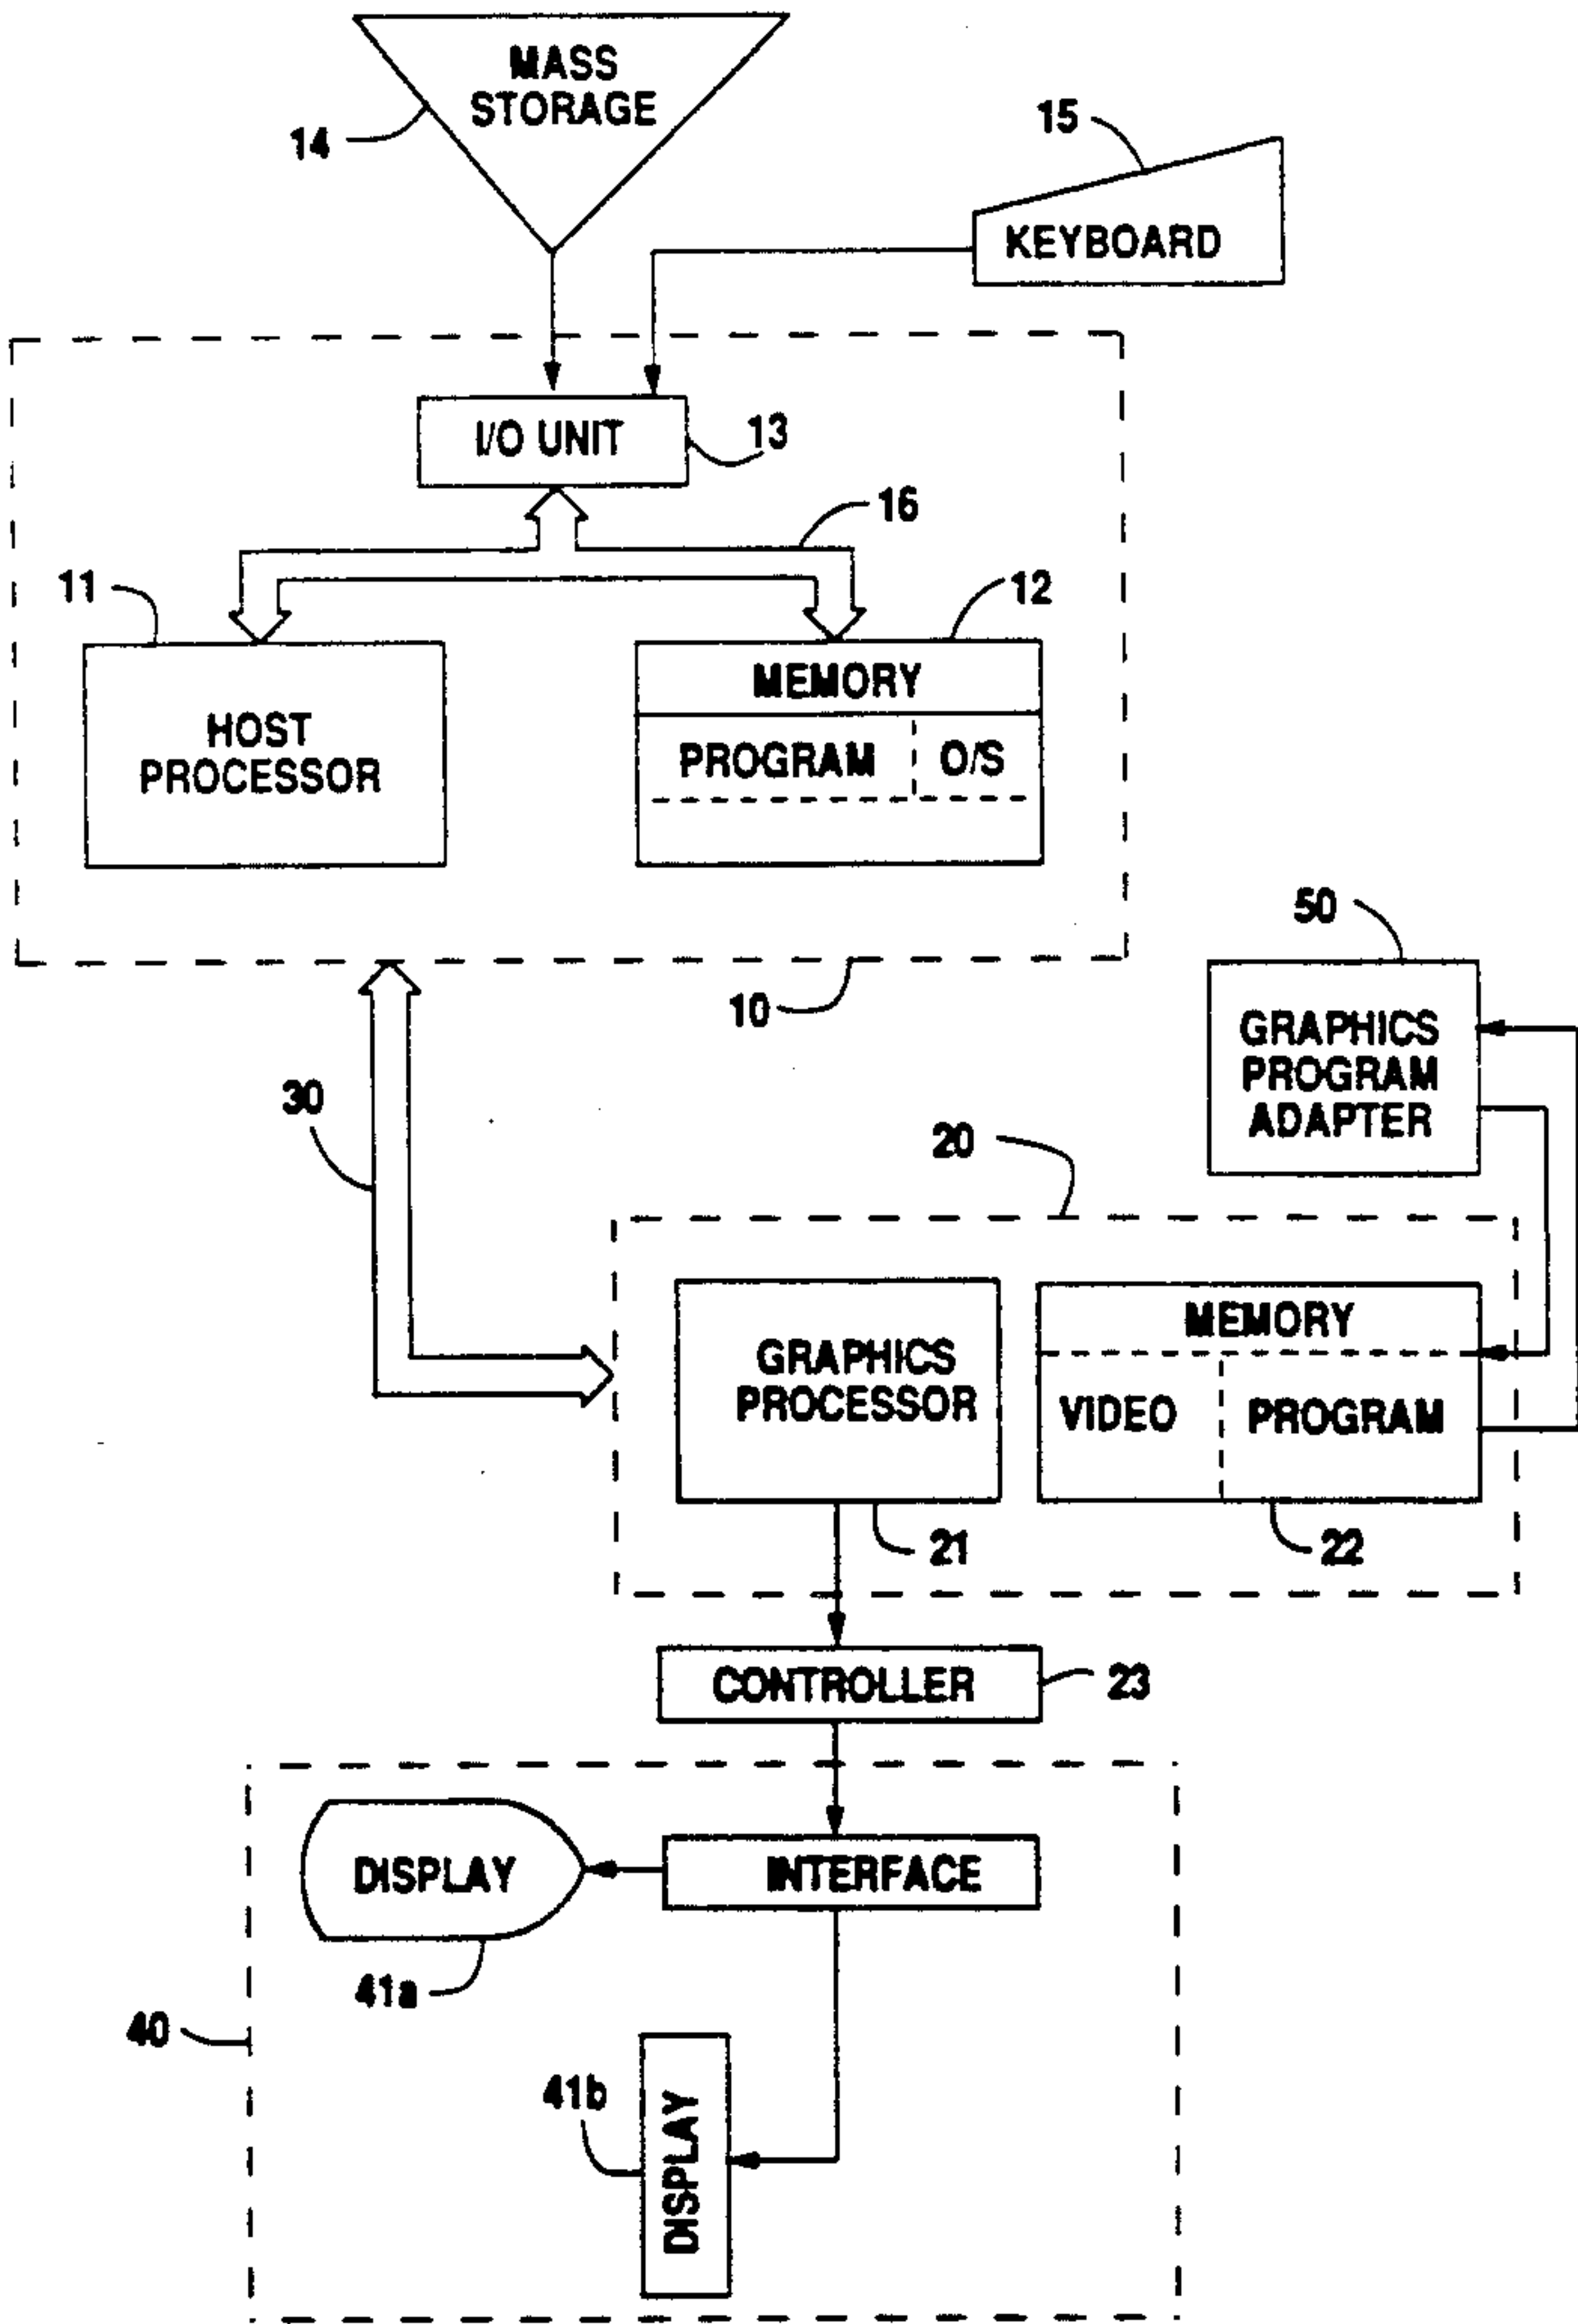 MASS
STORAGE
14
15
KEYBOARD
I/O UNIT
13
16
11
12
HOST
PROCESSOR
MEMORY
PROGRAM
O/S
10
50
GRAPHICS
PROGRAM
ADAPTER
30
20
GRAPHICS
PROCESSOR
MEMORY
VIDEO
PROGRAM
21
22
CONTROLLER
23
DISPLAY
INTERFACE
41a
40
41b
DISPLAY